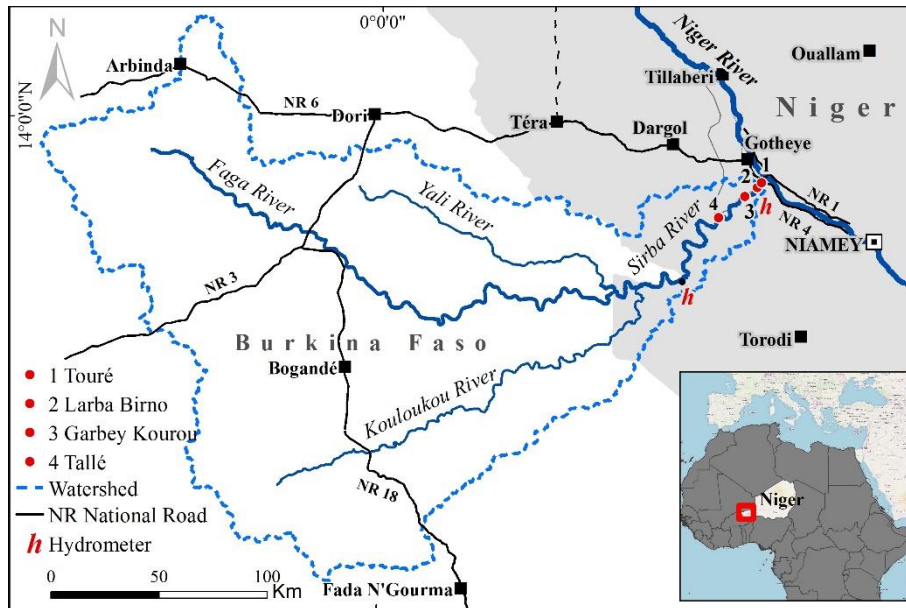 0°0'0"
N
Arbinda
NR 6
Dori
14°0'0"N
Téra
Dargol
Tillaberi
Niger River
Ouallam
Niger
Gotheye
1
2
3
4
h
NR 1
NR 4
NIAMEY
Faga River
Yali River
Sirba River
h
NR 3
Burkina Faso
Bogandé
Torodi
Kouloukou River
1 Touré
2 Larba Birno
3 Garbey Kourou
4 Tallé
Watershed
NR National Road
h Hydrometer
NR 18
0 50 100
Km
Fada N'Gourma
Niger